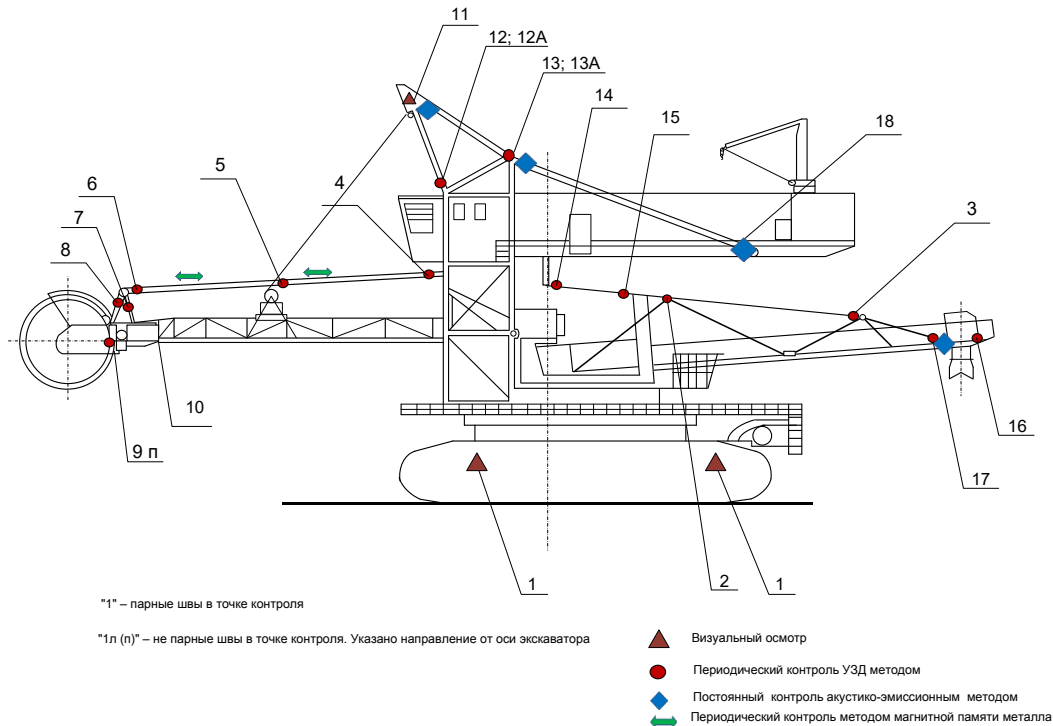 11
12; 12А
13; 13А
14
15
18
5
4
6
7
8
3
10
9 п
16
17
1
2
1
"1" – парные швы в точке контроля
"1л (п)" – не парные швы в точке контроля. Указано направление от оси экскаватора
Визуальный осмотр
Периодический контроль УЗД методом
Постоянный контроль акустико-эмиссионным методом
Периодический контроль методом магнитной памяти металла